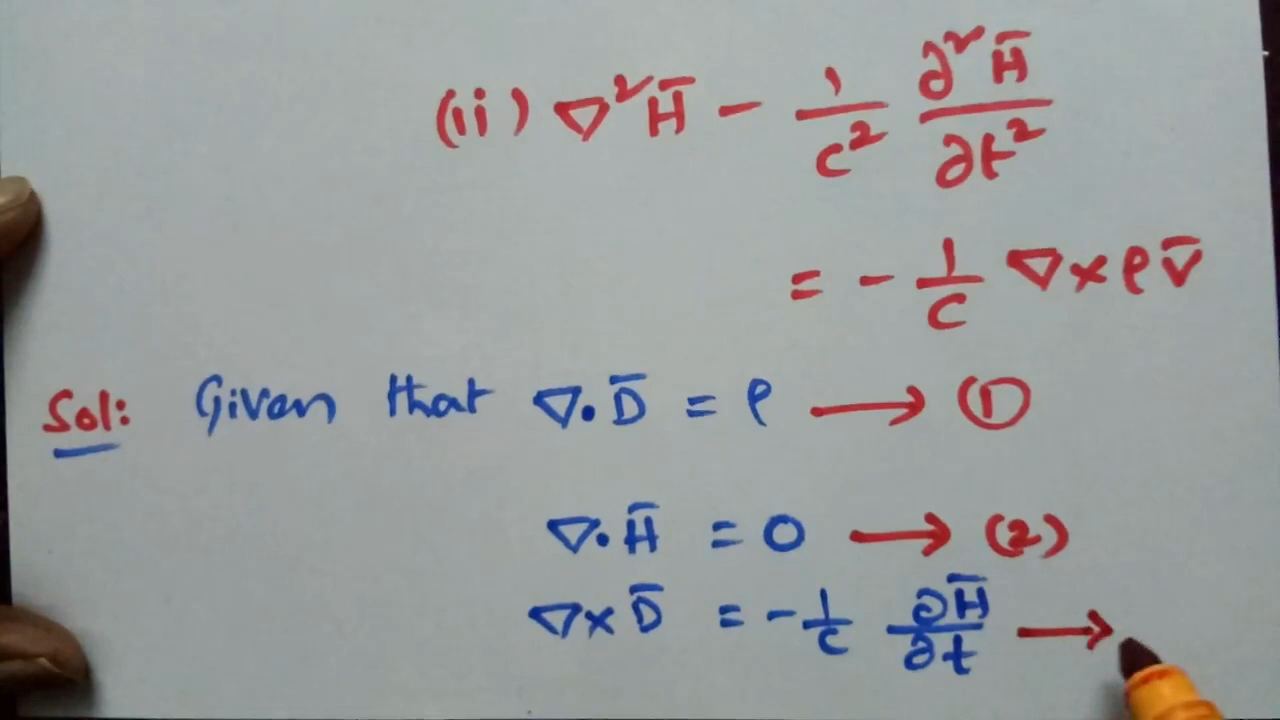 (ii) ∇²H̄ − 1/c² ∂²H̄/∂t²
= − 1/c ∇×ρv̄
Sol: Given that ∇·D̄ = ρ → ①
∇·H̄ = 0 → (2)
∇×D̄ = −1/c ∂H̄/∂t →